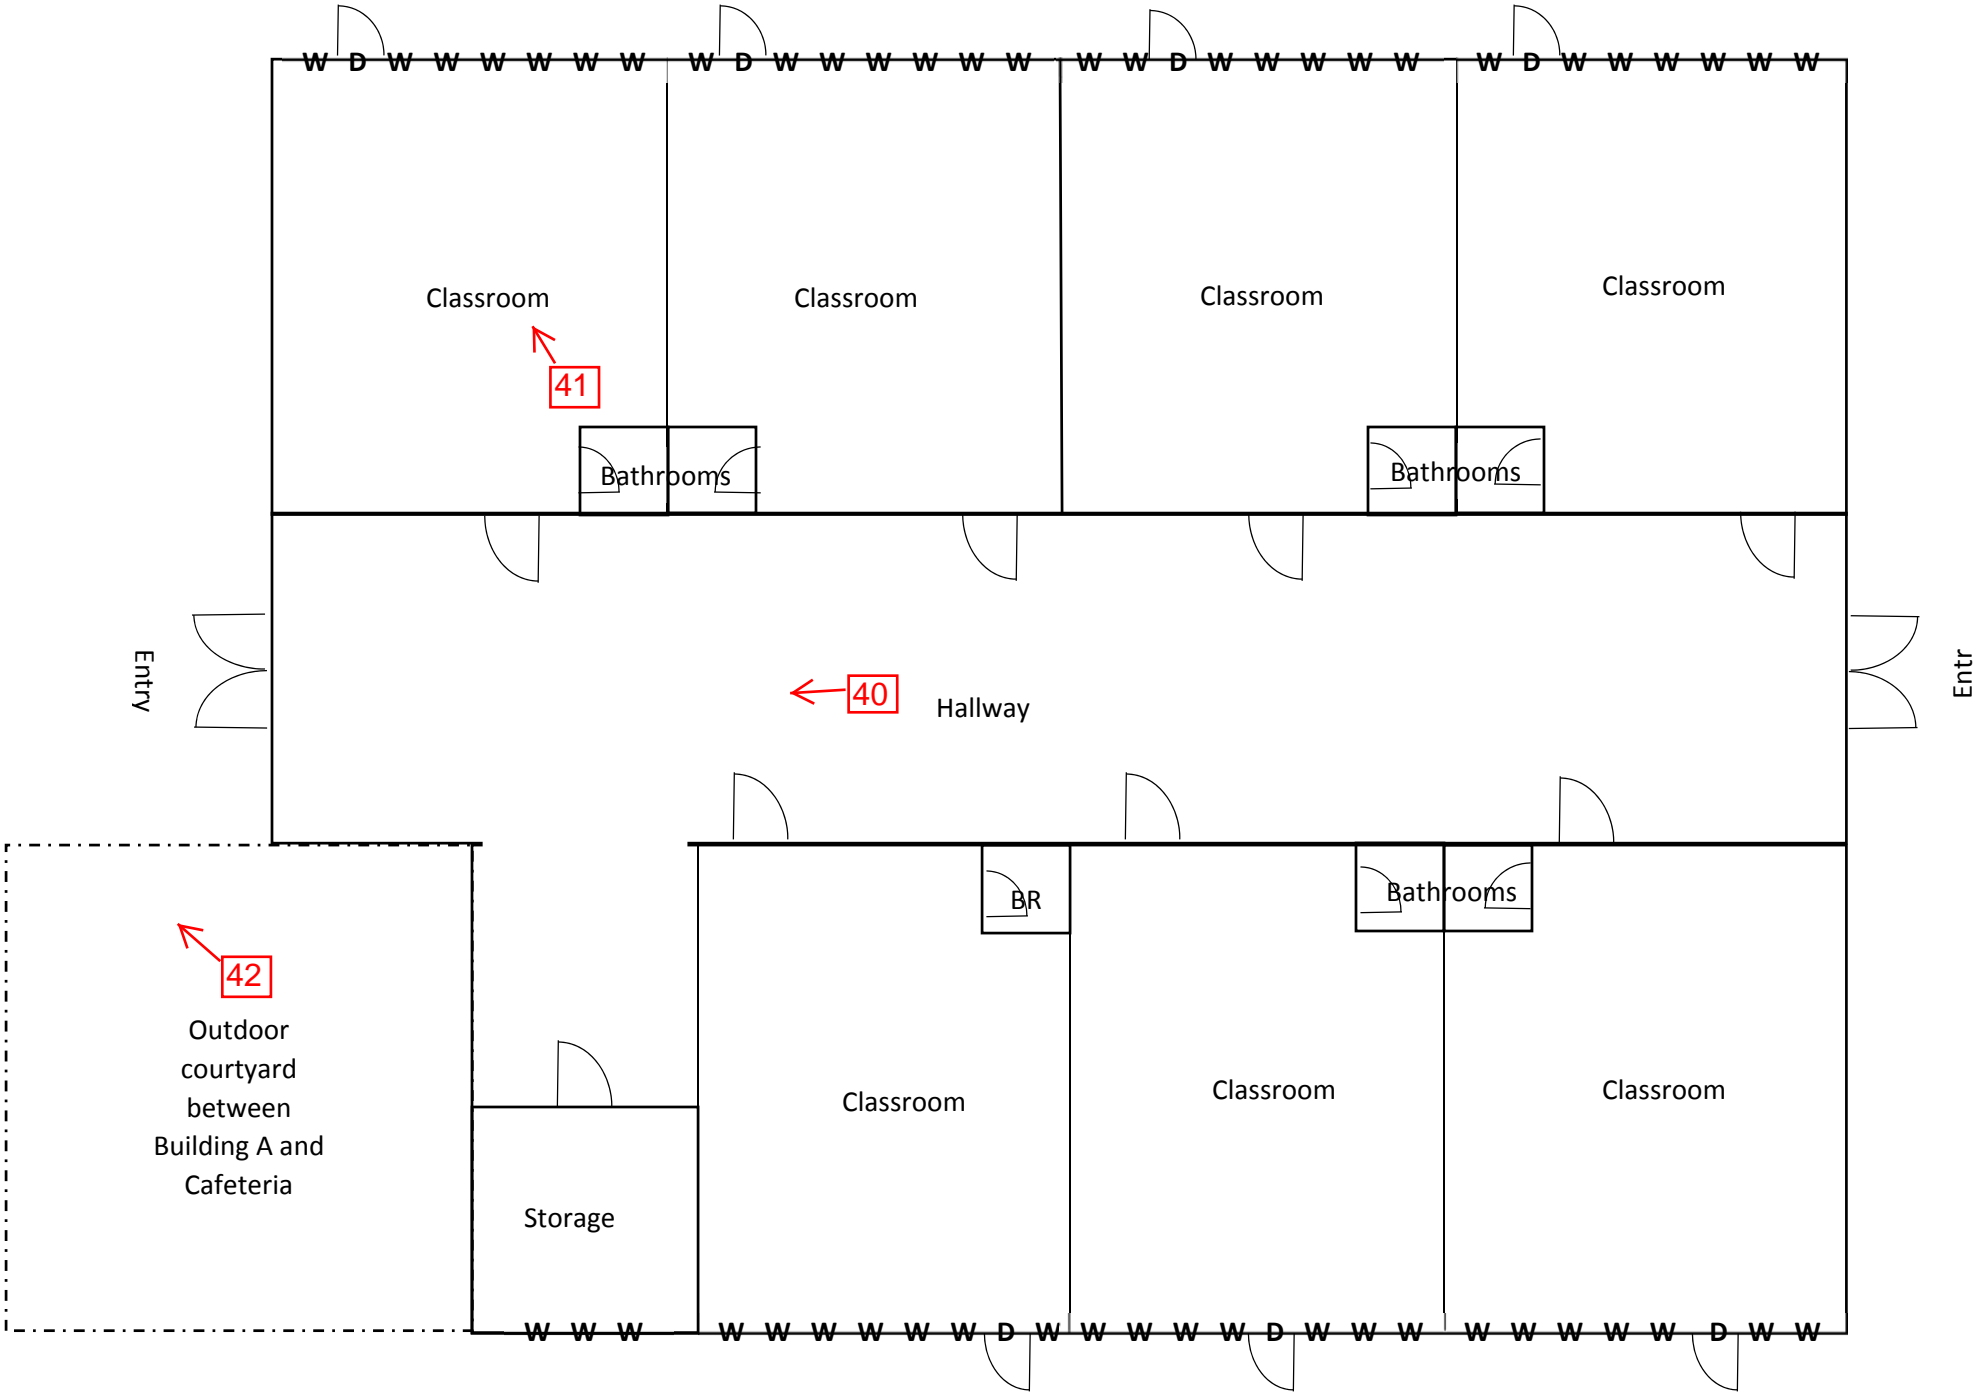 W D W W W W W W W D W W W W W W W W D W W W W W W D W W W W W W
Classroom Classroom Classroom Classroom
41
Bathrooms Bathrooms
Entry
40 Hallway
Entr
BR Bathrooms
42
Outdoor
courtyard
between
Building A and
Cafeteria
Classroom Classroom Classroom
Storage
W W W W W W W W W D W W W W W D W W W W W W W W D W W